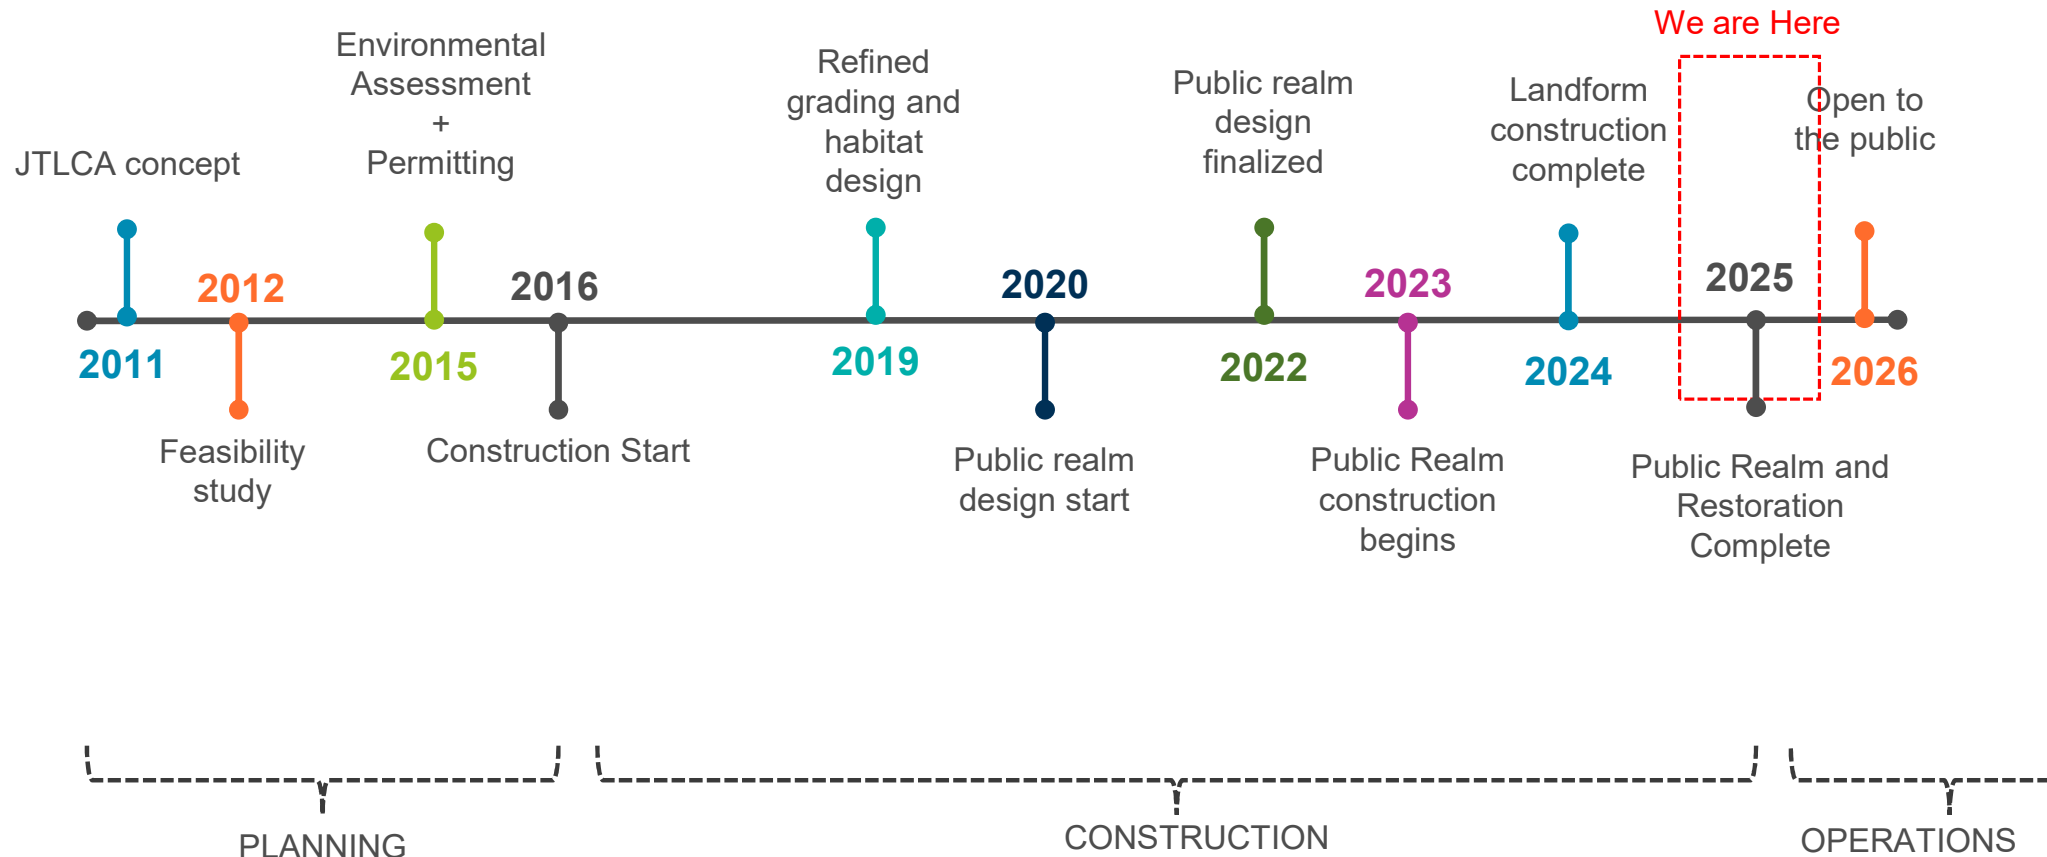 We are Here
JTLCA concept
2011
2012
Feasibility
study
Environmental
Assessment
+
Permitting
2015
2016
Construction Start
Refined
grading and
habitat
design
2019
2020
Public realm
design start
Public realm
design
finalized
2022
2023
Public Realm
construction
begins
Landform
construction
complete
2024
2025
Public Realm and
Restoration
Complete
Open to
the public
2026
PLANNING
CONSTRUCTION
OPERATIONS